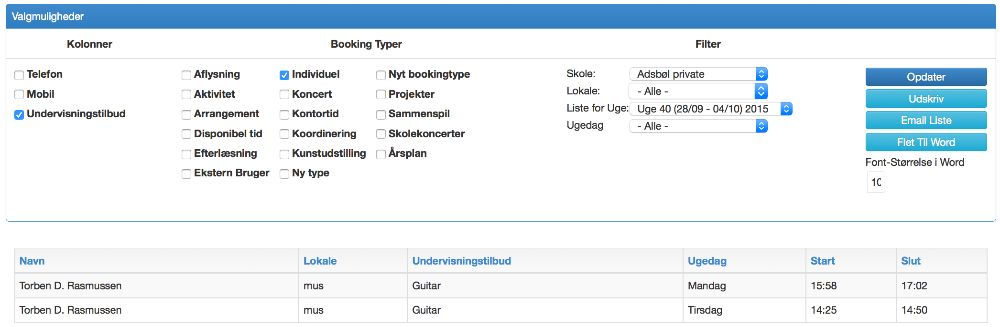 Valgmuligheder
Kolonner Booking Typer Filter
Telefon Aflysning Individuel Nyt bookingtype Skole: Adsbøl private Opdater
Mobil Aktivitet Koncert Projekter Lokale: - Alle - Udskriv
Undervisningstilbud Arrangement Kontortid Sammenspil Liste for Uge: Uge 40 (28/09 - 04/10) 2015 Email Liste
Disponibel tid Koordinering Skolekoncerter Ugedag - Alle - Flet Til Word
Efterlæsning Kunstudstilling Årsplan Font-Størrelse i Word
Ekstern Bruger Ny type 10
Navn Lokale Undervisningstilbud Ugedag Start Slut
Torben D. Rasmussen mus Guitar Mandag 15:58 17:02
Torben D. Rasmussen mus Guitar Tirsdag 14:25 14:50